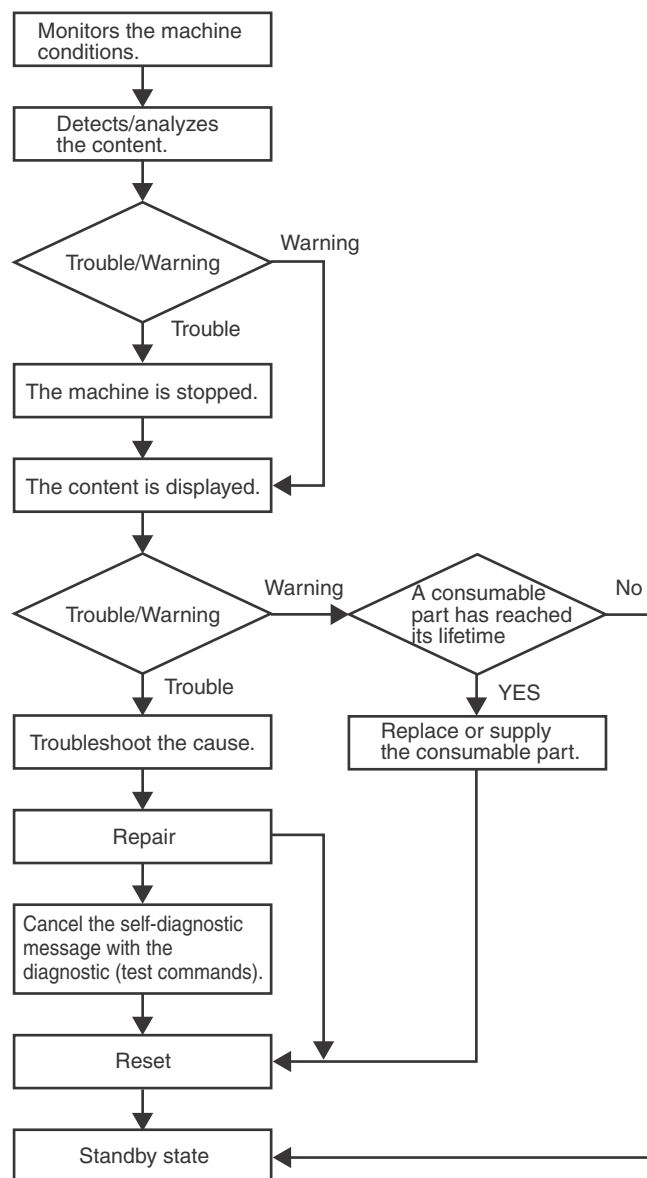 Monitors the machine
conditions.
Detects/analyzes
the content.
Warning
Trouble/Warning
Trouble
The machine is stopped.
The content is displayed.
Trouble/Warning
Warning
A consumable
part has reached
its lifetime
No
Trouble
YES
Troubleshoot the cause.
Replace or supply
the consumable part.
Repair
Cancel the self-diagnostic
message with the
diagnostic (test commands).
Reset
Standby state